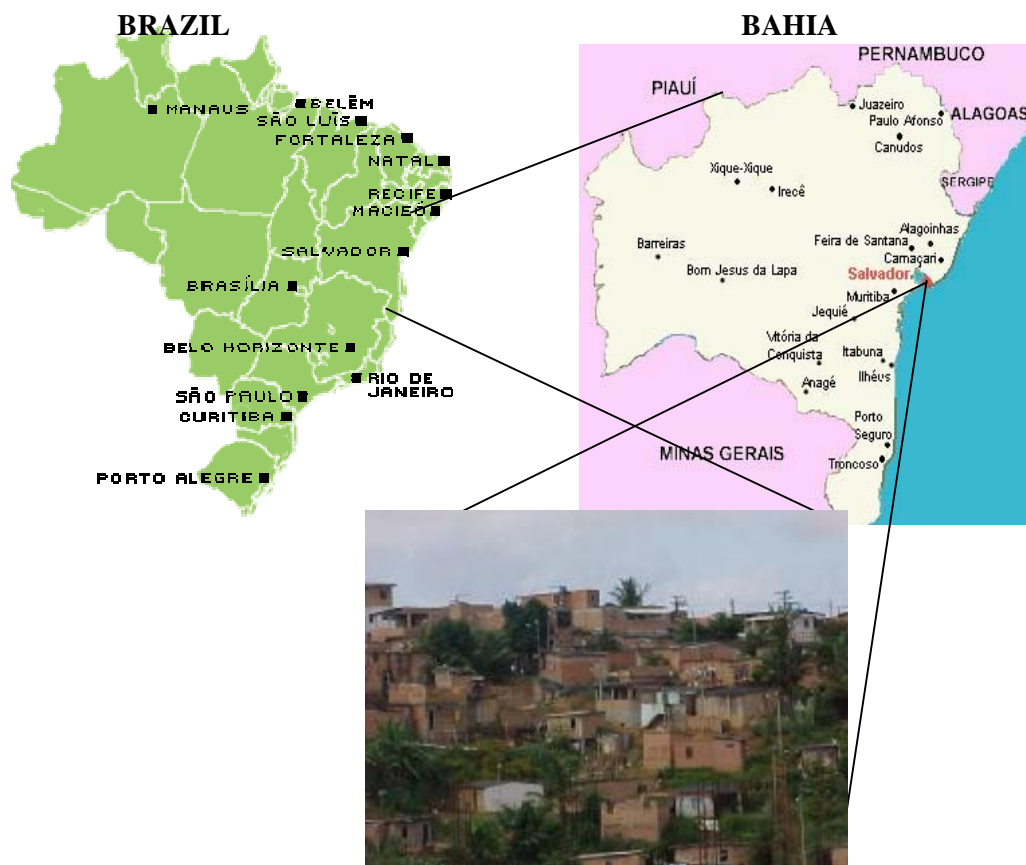 BRAZIL
MANAUS
BELÉM
SÃO LUÍS
FORTALEZA
NATAL
RECIFE
MACIEÓ
SALVADOR
BRASÍLIA
BELO HORIZONTE
RIO DE
JANEIRO
SÃO PAULO
CURITIBA
PORTO ALEGRE
BAHIA
PERNAMBUCO
PIAUÍ
Juazeiro
Paulo Afonso
ALAGOAS
Canudos
Xique-Xique
Irecê
SERGIPE
Alagoinhas
Feira de Santana
Barreiras
Camaçari
Bom Jesus da Lapa
Salvador
Muritiba
Jequié
Vitória da
Conquista
Itabuna
Ilhéus
Anagé
Porto
Seguro
MINAS GERAIS
Troncoso